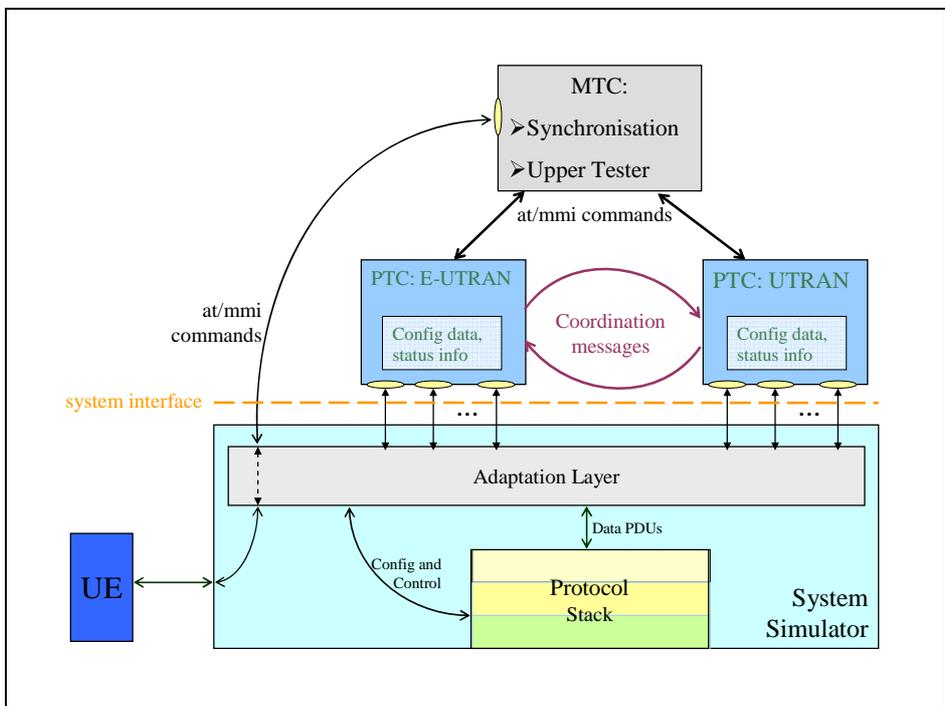 MTC:
➢Synchronisation
➢Upper Tester
at/mmi commands
PTC: E-UTRAN
Config data,
status info
Coordination
messages
PTC: UTRAN
Config data,
status info
at/mmi
commands
system interface
...
...
Adaptation Layer
Data PDUs
Config and
Control
Protocol
Stack
UE
System
Simulator